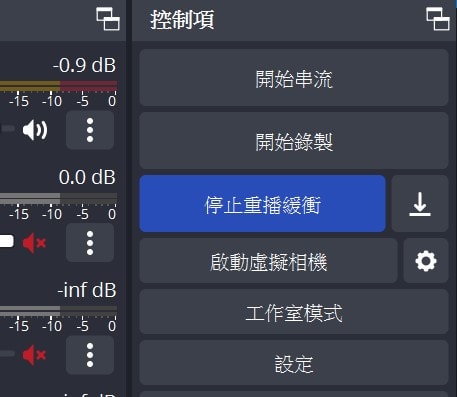 控制項
-0.9 dB
-15 -10 -5 0
0.0 dB
-15 -10 -5 0
-inf dB
-15 -10 -5 0
開始串流
開始錄製
停止重播緩衝
啟動虛擬相機
工作室模式
設定